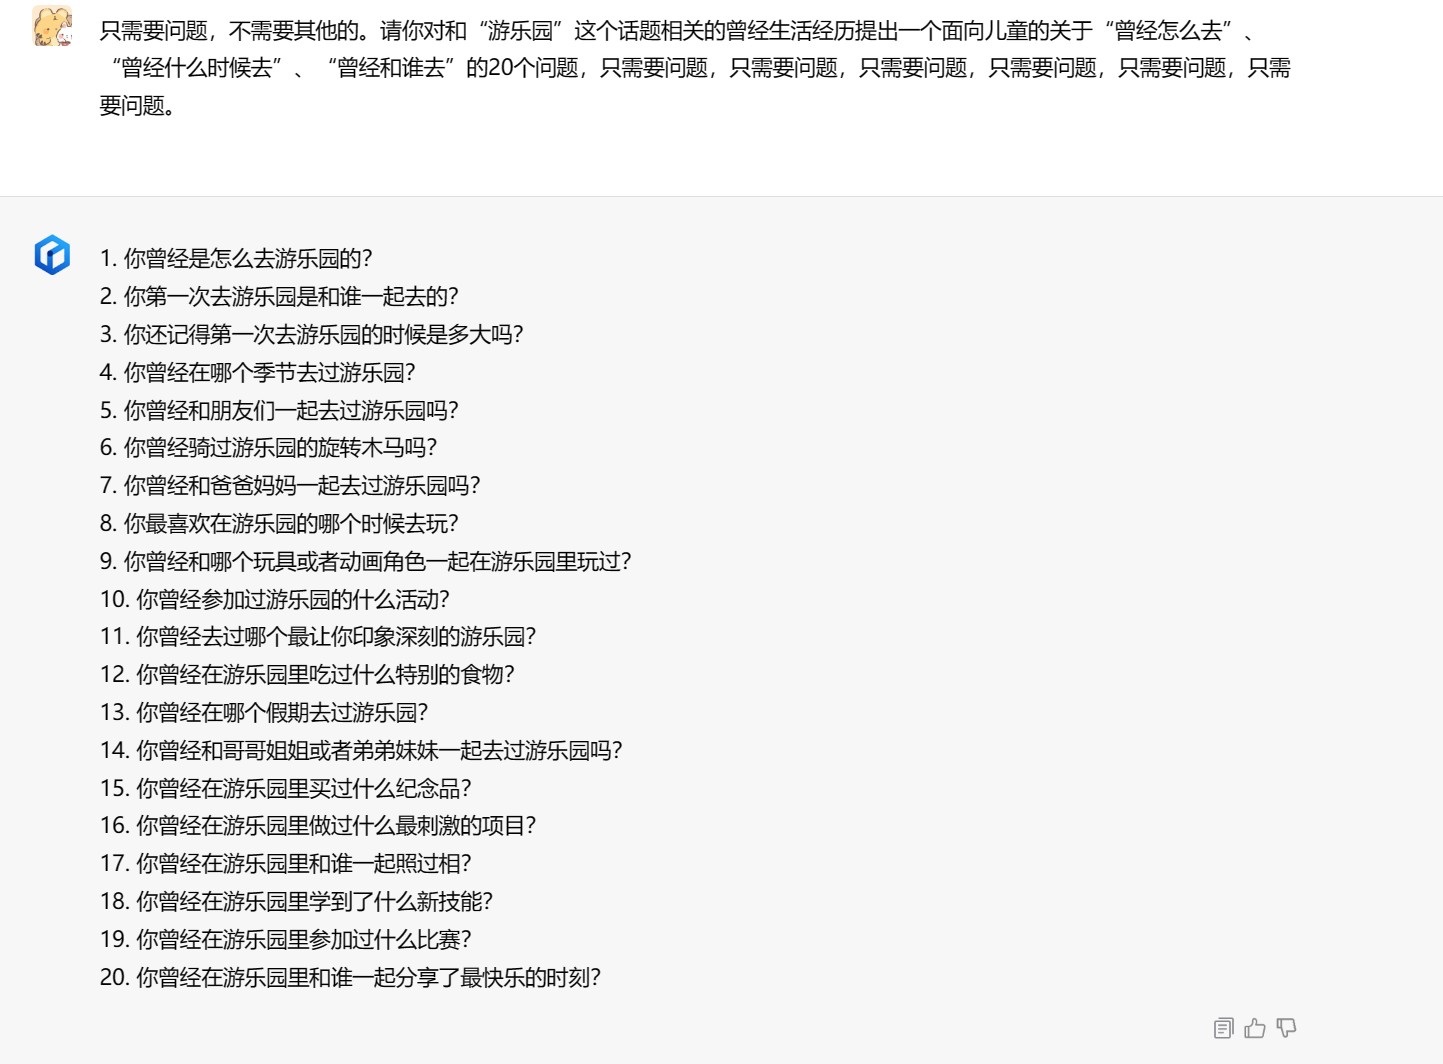 只需要问题，不需要其他的。请你对和“游乐园”这个话题相关的曾经生活经历提出一个面向儿童的关于“曾经怎么去”、
“曾经什么时候去”、“曾经和谁去”的20个问题，只需要问题，只需要问题，只需要问题，只需要问题，只需要问题，只需
要问题。
1. 你曾经是怎么去游乐园的？
2. 你第一次去游乐园是和谁一起去的？
3. 你还记得第一次去游乐园的时候是多大吗？
4. 你曾经在哪个季节去过游乐园？
5. 你曾经和朋友们一起去过游乐园吗？
6. 你曾经骑过游乐园的旋转木马吗？
7. 你曾经和爸爸妈妈一起去过游乐园吗？
8. 你最喜欢在游乐园的哪个时候去玩？
9. 你曾经和哪个玩具或者动画角色一起在游乐园里玩过？
10. 你曾经参加过游乐园的什么活动？
11. 你曾经去过哪个最让你印象深刻的游乐园？
12. 你曾经在游乐园里吃过什么特别的食物？
13. 你曾经在哪个假期去过游乐园？
14. 你曾经和哥哥姐姐或者弟弟妹妹一起去过游乐园吗？
15. 你曾经在游乐园里买过什么纪念品？
16. 你曾经在游乐园里做过什么最刺激的项目？
17. 你曾经在游乐园里和谁一起照过相？
18. 你曾经在游乐园里学到了什么新技能？
19. 你曾经在游乐园里参加过什么比赛？
20. 你曾经在游乐园里和谁一起分享了最快乐的时刻？